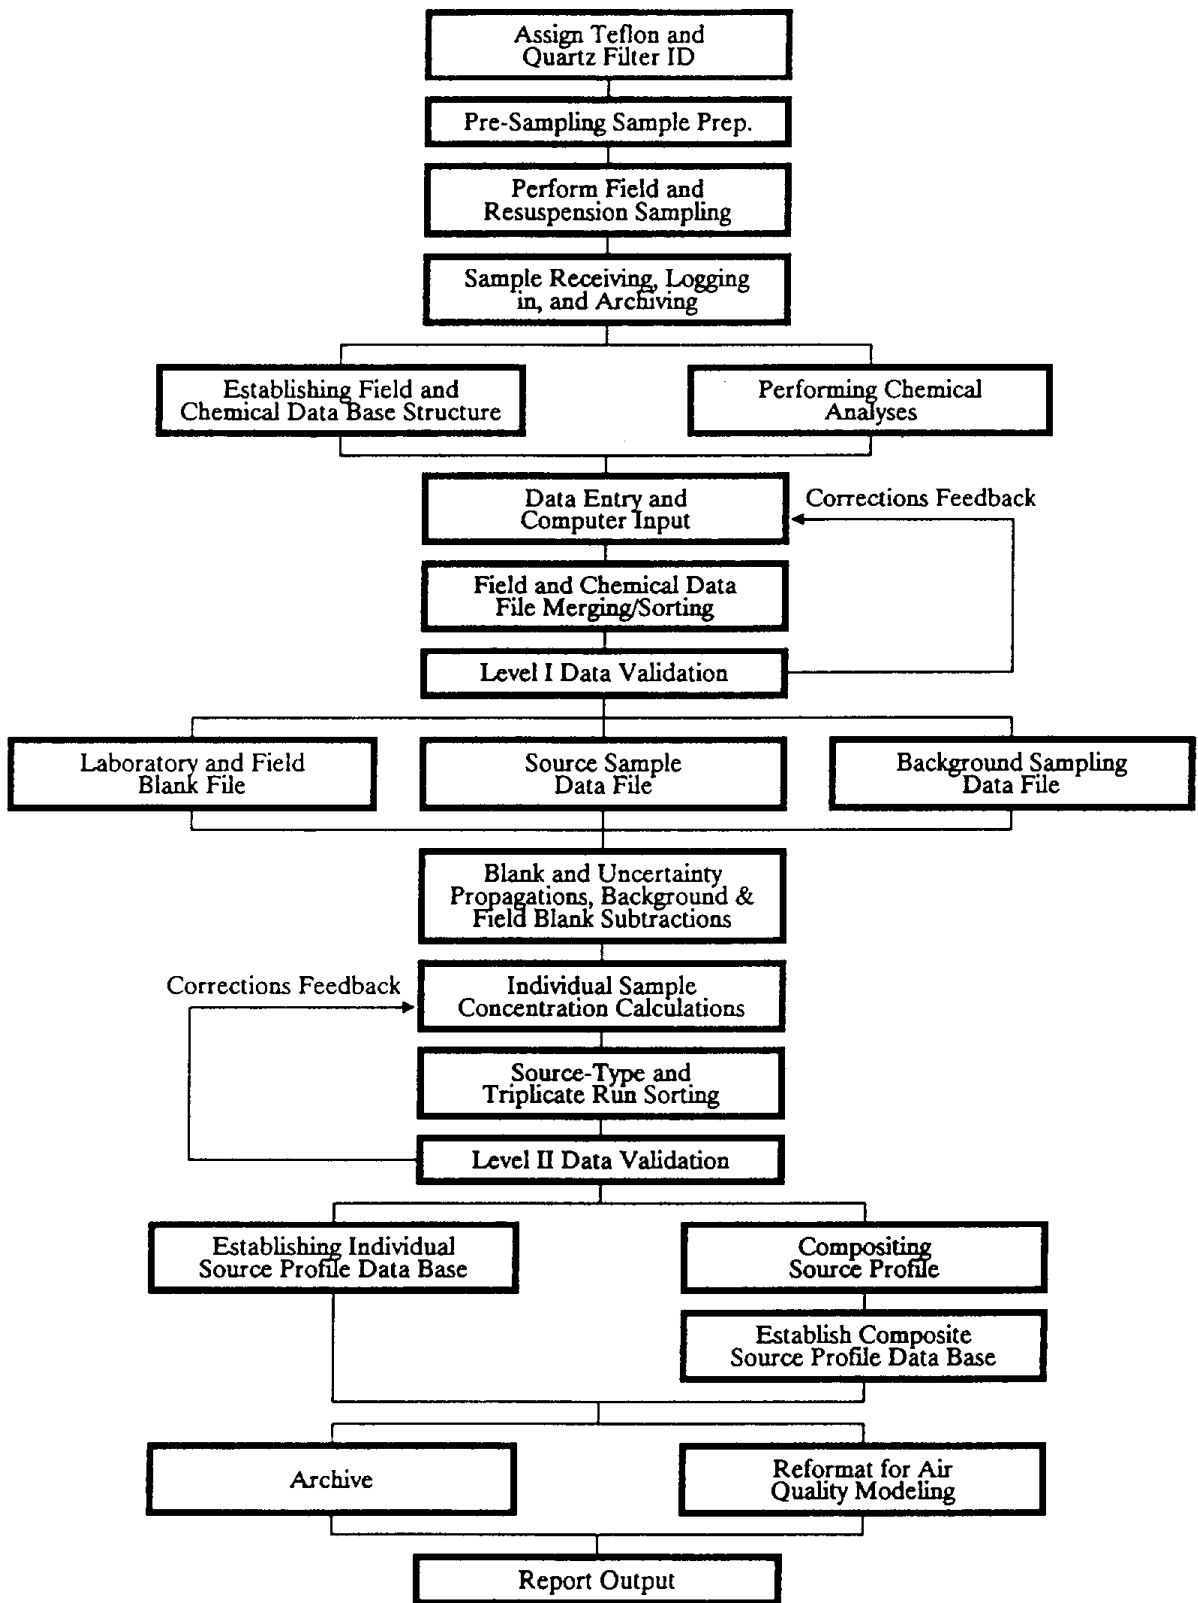 Assign Teflon and
Quartz Filter ID
Pre-Sampling Sample Prep.
Perform Field and
Resuspension Sampling
Sample Receiving, Logging
in, and Archiving
Establishing Field and
Chemical Data Base Structure
Performing Chemical
Analyses
Data Entry and
Computer Input
Corrections Feedback
Field and Chemical Data
File Merging/Sorting
Level I Data Validation
Laboratory and Field
Blank File
Source Sample
Data File
Background Sampling
Data File
Blank and Uncertainty
Propagations, Background &
Field Blank Subtractions
Corrections Feedback
Individual Sample
Concentration Calculations
Source-Type and
Triplicate Run Sorting
Level II Data Validation
Establishing Individual
Source Profile Data Base
Compositing
Source Profile
Establish Composite
Source Profile Data Base
Archive
Reformat for Air
Quality Modeling
Report Output